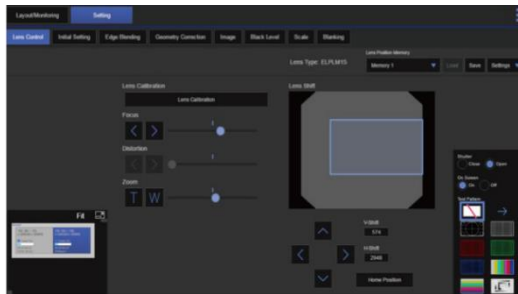 Layout/Monitoring
Setting
Lens Control
Initial Setting
Edge Blending
Geometry Correction
Image
Black Level
Scale
Blanking
Lens Position Memory
Lens Type: ELPLM15
Memory 1
Load
Save
Settings
Lens Calibration
Lens Calibration
Lens Shift
Focus
Distortion
Zoom
T
W
Shutter
Close
Open
On Screen
On
Off
Test Pattern
Fit
V-Shift
574
H-Shift
2048
Home Position